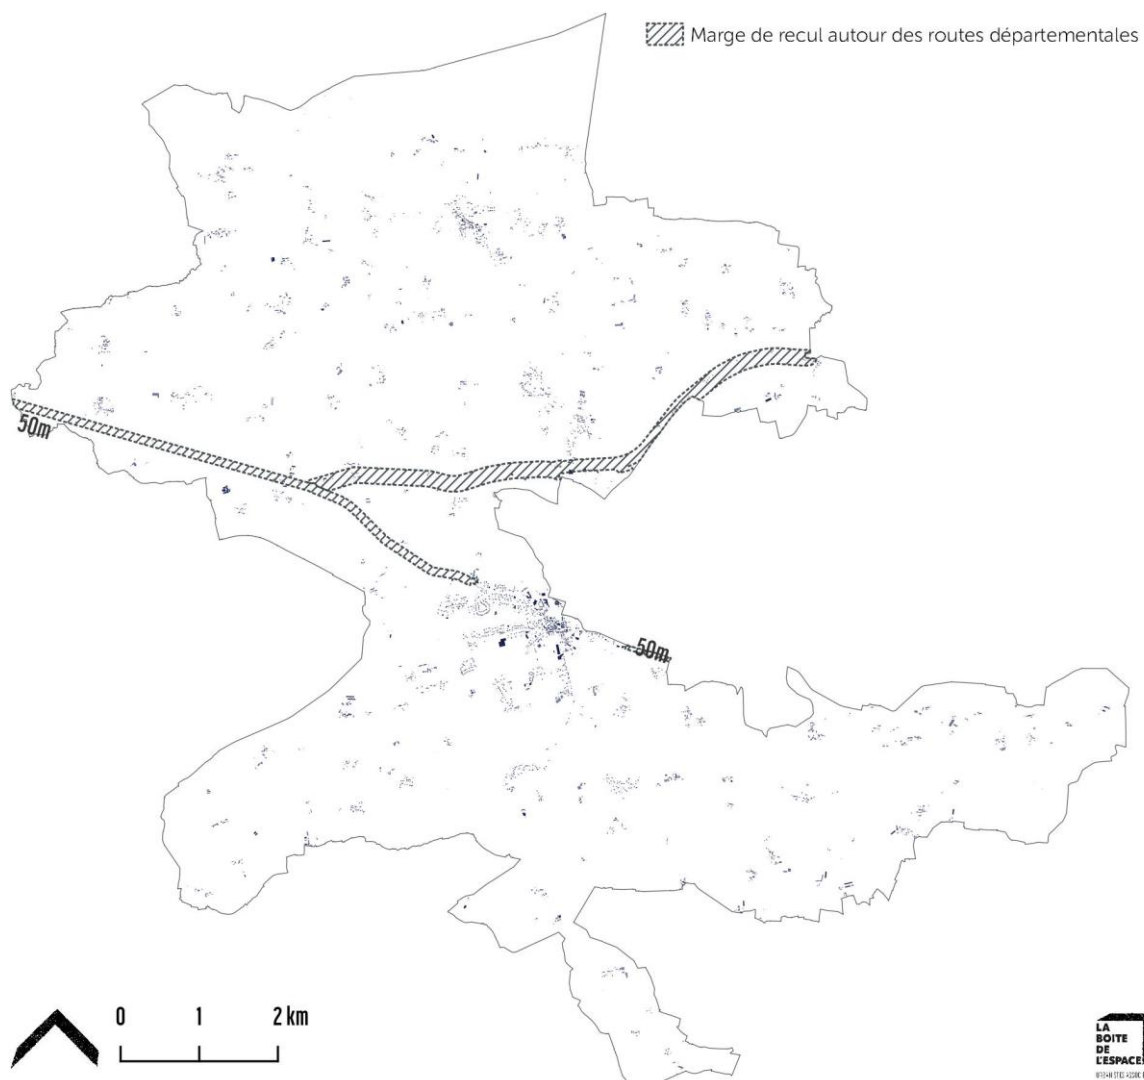 Marge de recul autour des routes départementales
50m
50m
0 1 2 km
LA
BOITE
DE
L'ESPACE